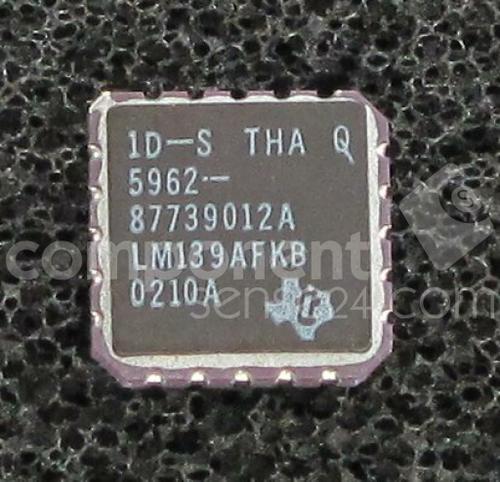 1D-S THA Q
5962-
87739012A
LM139AFKB
0210A
component
sense24.com